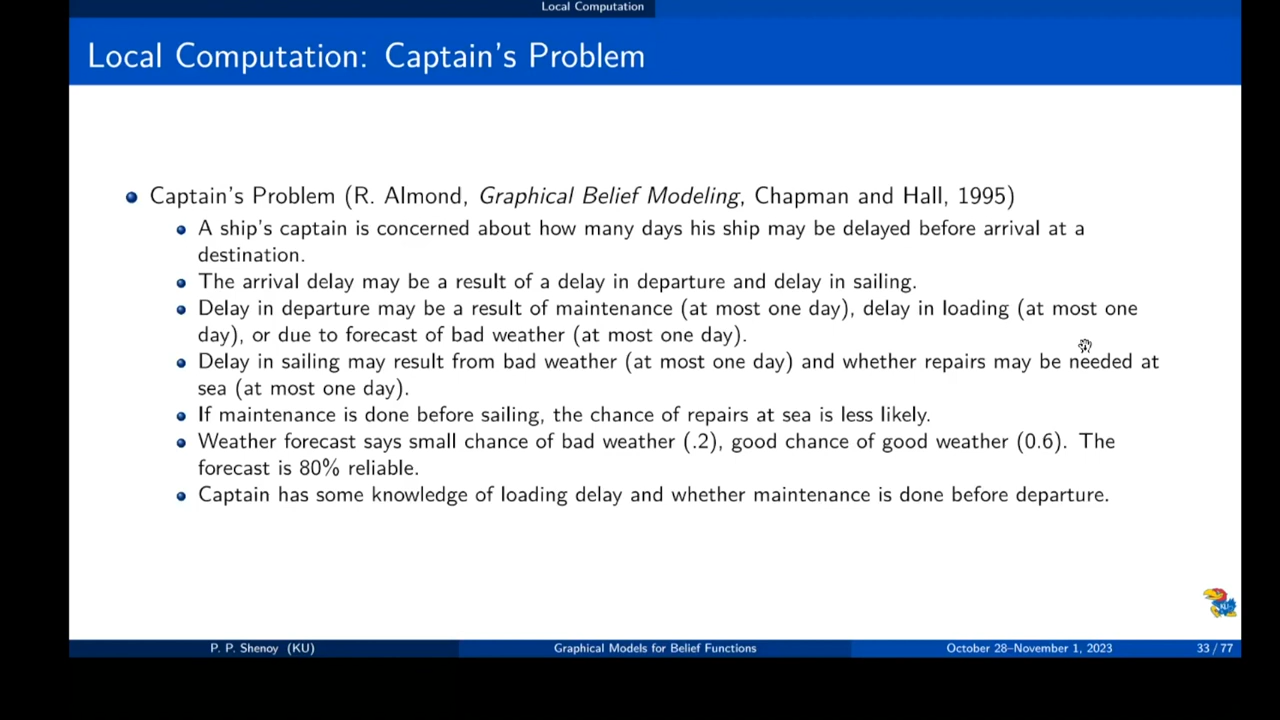 Local Computation
Local Computation: Captain's Problem
Captain's Problem (R. Almond, Graphical Belief Modeling, Chapman and Hall, 1995)
A ship's captain is concerned about how many days his ship may be delayed before arrival at a
destination.
The arrival delay may be a result of a delay in departure and delay in sailing.
Delay in departure may be a result of maintenance (at most one day), delay in loading (at most one
day), or due to forecast of bad weather (at most one day).
Delay in sailing may result from bad weather (at most one day) and whether repairs may be needed at
sea (at most one day).
If maintenance is done before sailing, the chance of repairs at sea is less likely.
Weather forecast says small chance of bad weather (.2), good chance of good weather (0.6). The
forecast is 80% reliable.
Captain has some knowledge of loading delay and whether maintenance is done before departure.
KU
P. P. Shenoy (KU)
Graphical Models for Belief Functions
October 28–November 1, 2023
33 / 77